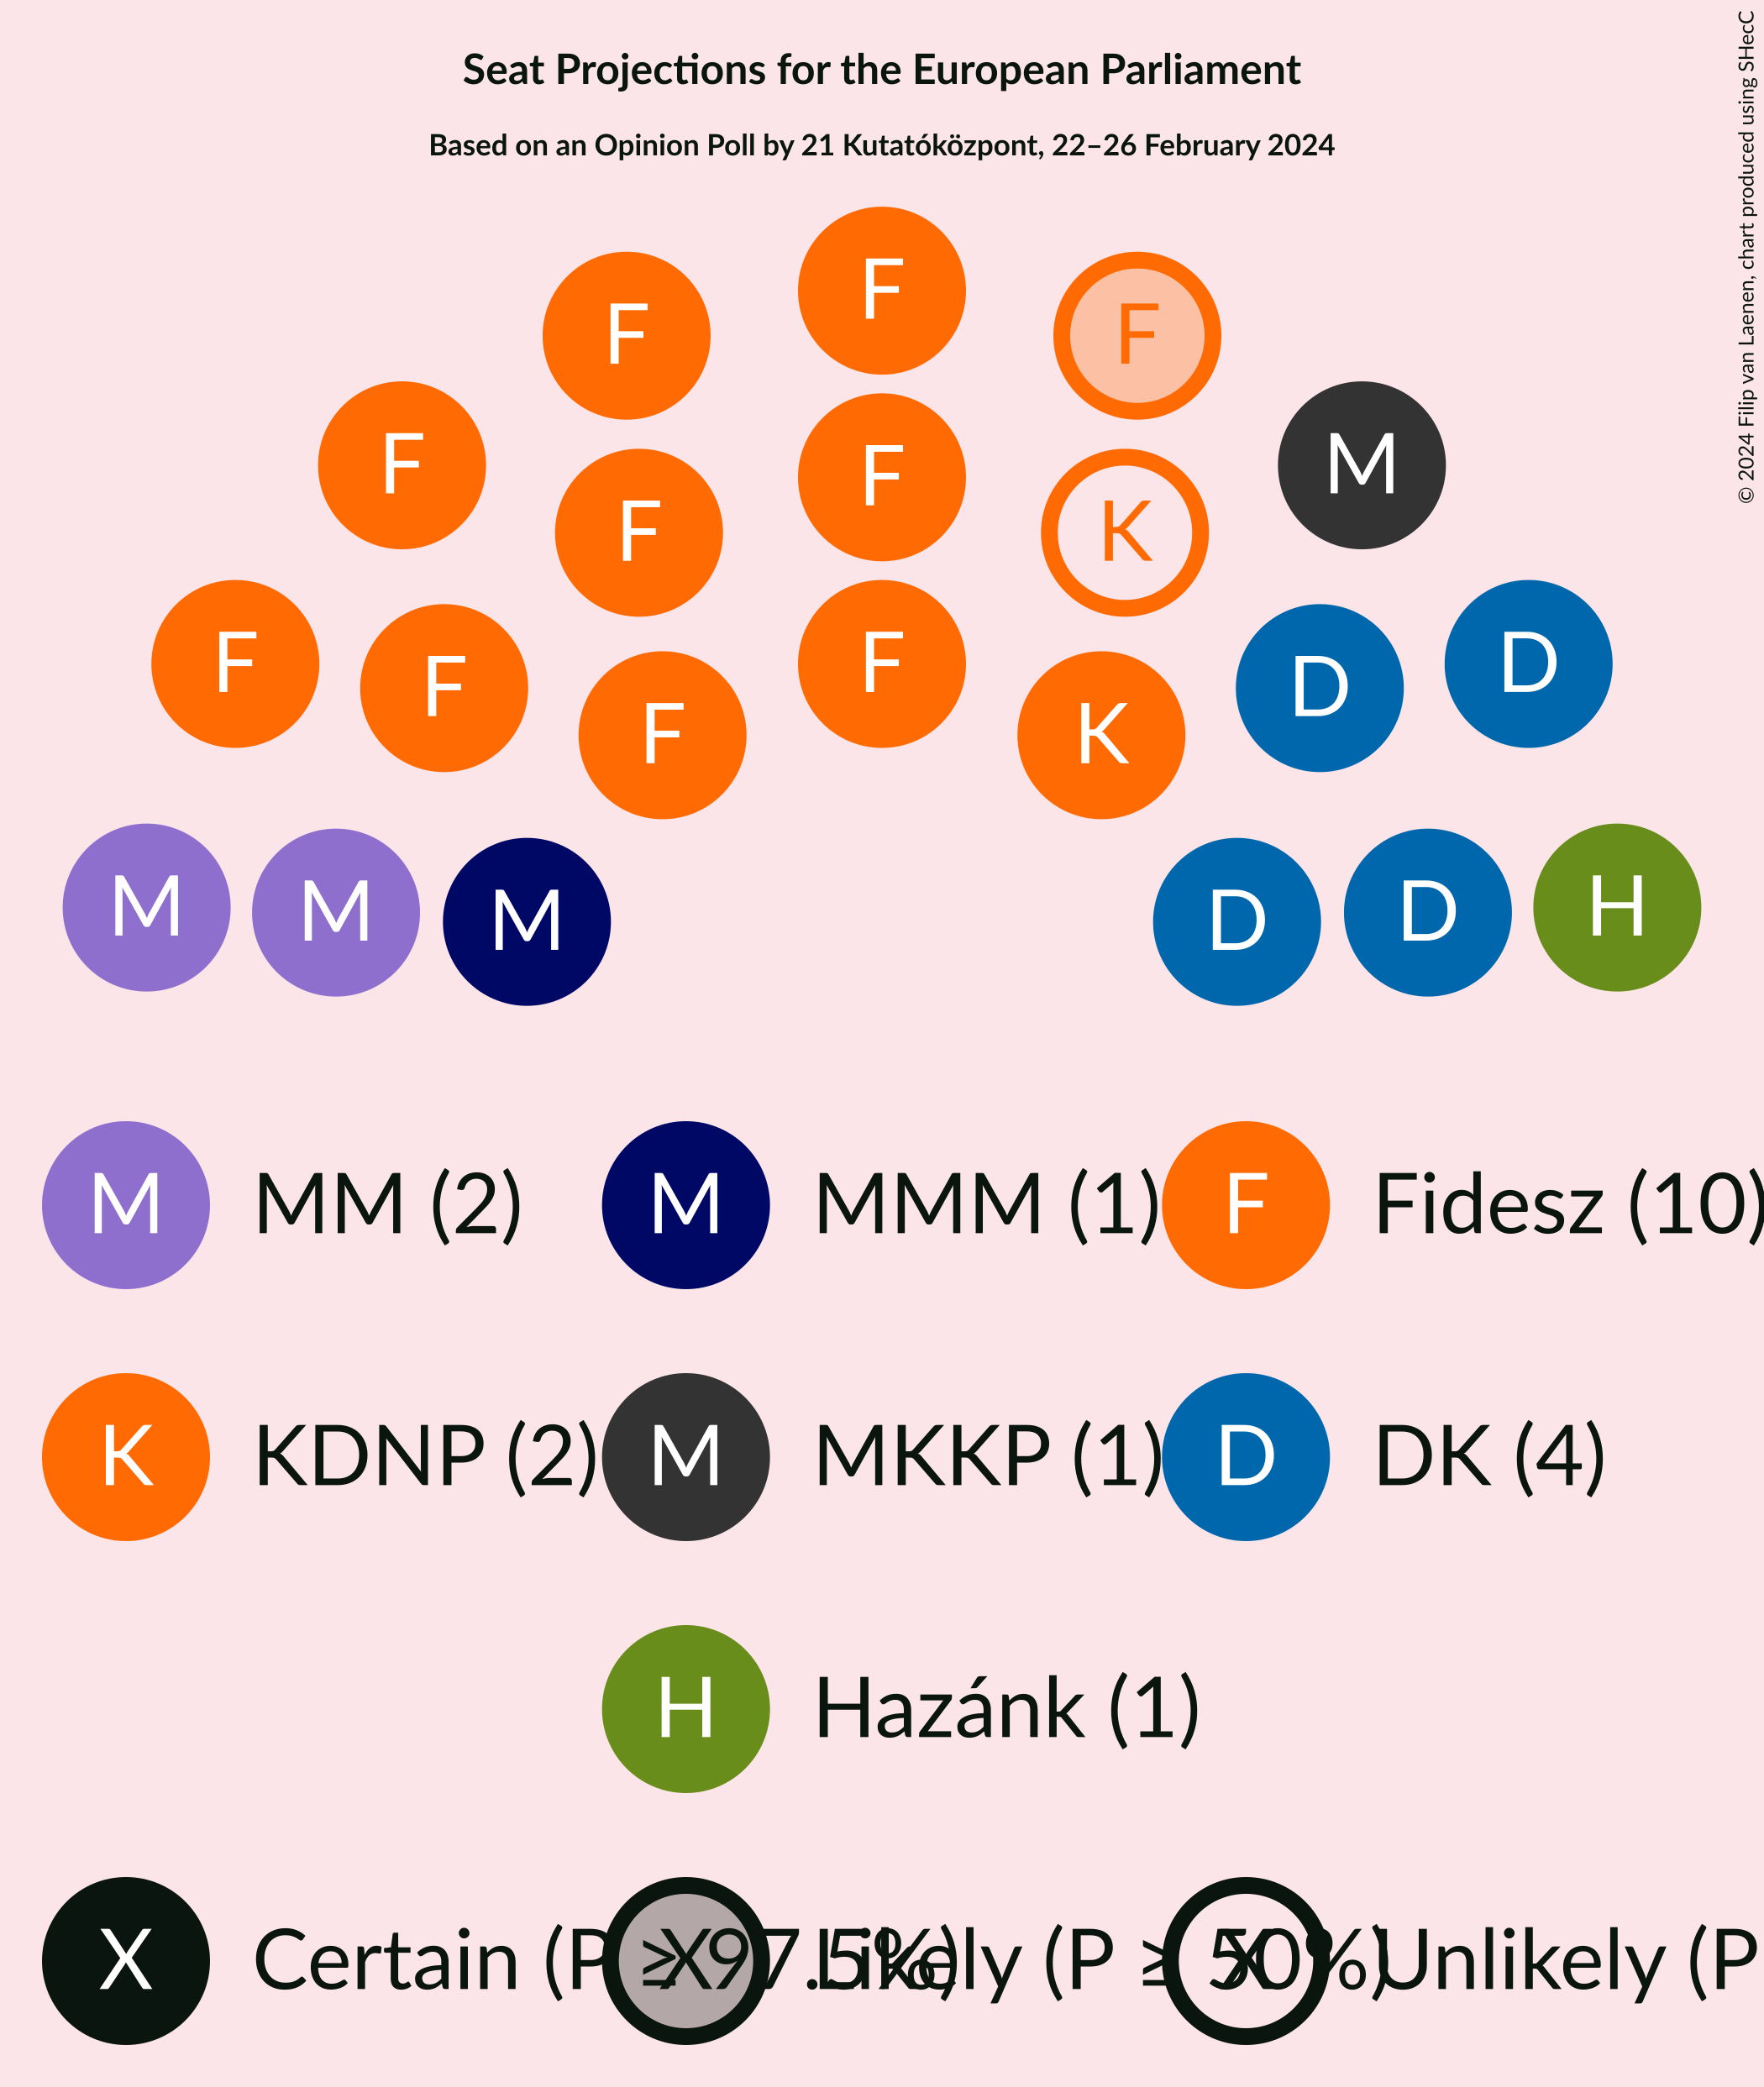 Seat Projections for the European Parliament
Based on an Opinion Poll by 21 Kutatóközpont, 22–26 February 2024
© 2024 Filip van Laenen, chart produced using SHecC
F
F F
F M
F F
F K
F F
F D D
F K
M M M D D H
M MM (2) M MMM (1) F Fidesz (10)
K KDNP (2) M MKKP (1) D DK (4)
H Hazánk (1)
X Certain (P ≥ 97.5%) X Likely (P ≥ 50%) X Unlikely (P